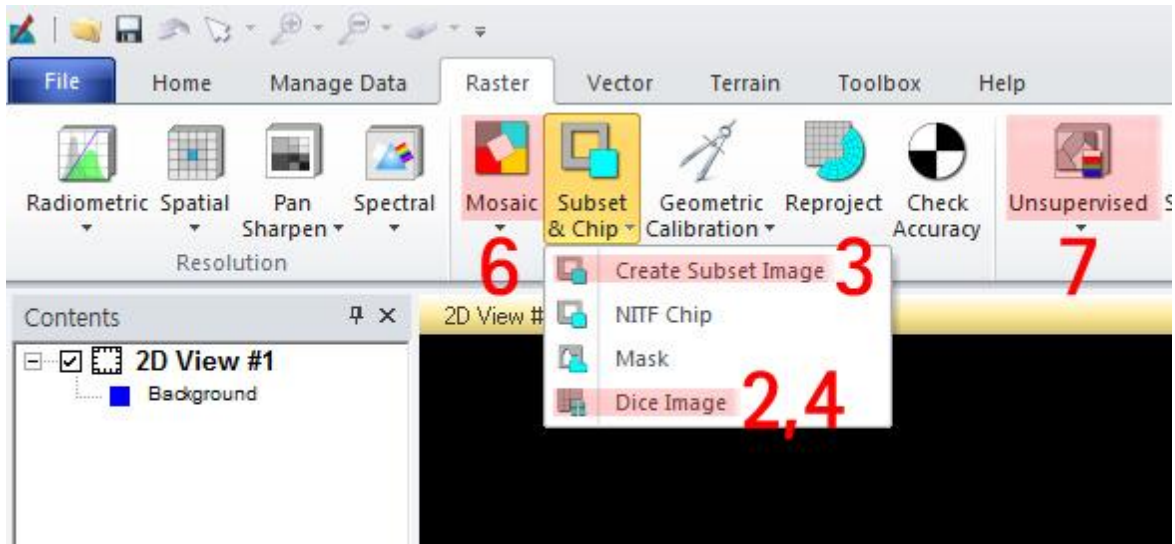 File Home Manage Data Raster Vector Terrain Toolbox Help
Radiometric Spatial Pan Sharpen Spectral Mosaic Subset & Chip Geometric Calibration Reproject Check Accuracy Unsupervised S
Resolution
6
7
Create Subset Image 3
NITF Chip
Mask
Dice Image 2,4
Contents
2D View #
2D View #1
Background